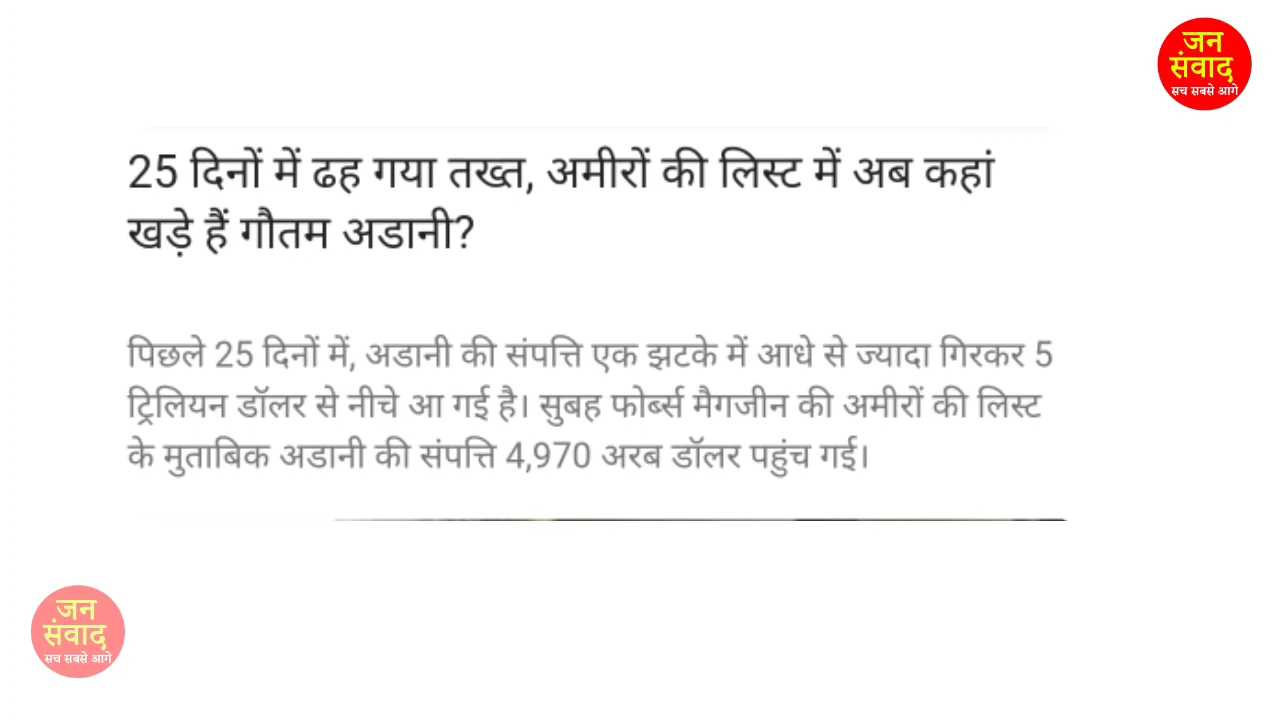 जन
संवाद
सच सबसे आगे
25 दिनों में ढह गया तख्त, अमीरों की लिस्ट में अब कहां
खड़े हैं गौतम अडानी?
पिछले 25 दिनों में, अडानी की संपत्ति एक झटके में आधे से ज्यादा गिरकर 5
ट्रिलियन डॉलर से नीचे आ गई है। सुबह फोर्ब्स मैगजीन की अमीरों की लिस्ट
के मुताबिक अडानी की संपत्ति 4,970 अरब डॉलर पहुंच गई।
जन
संवाद
सच सबसे आगे